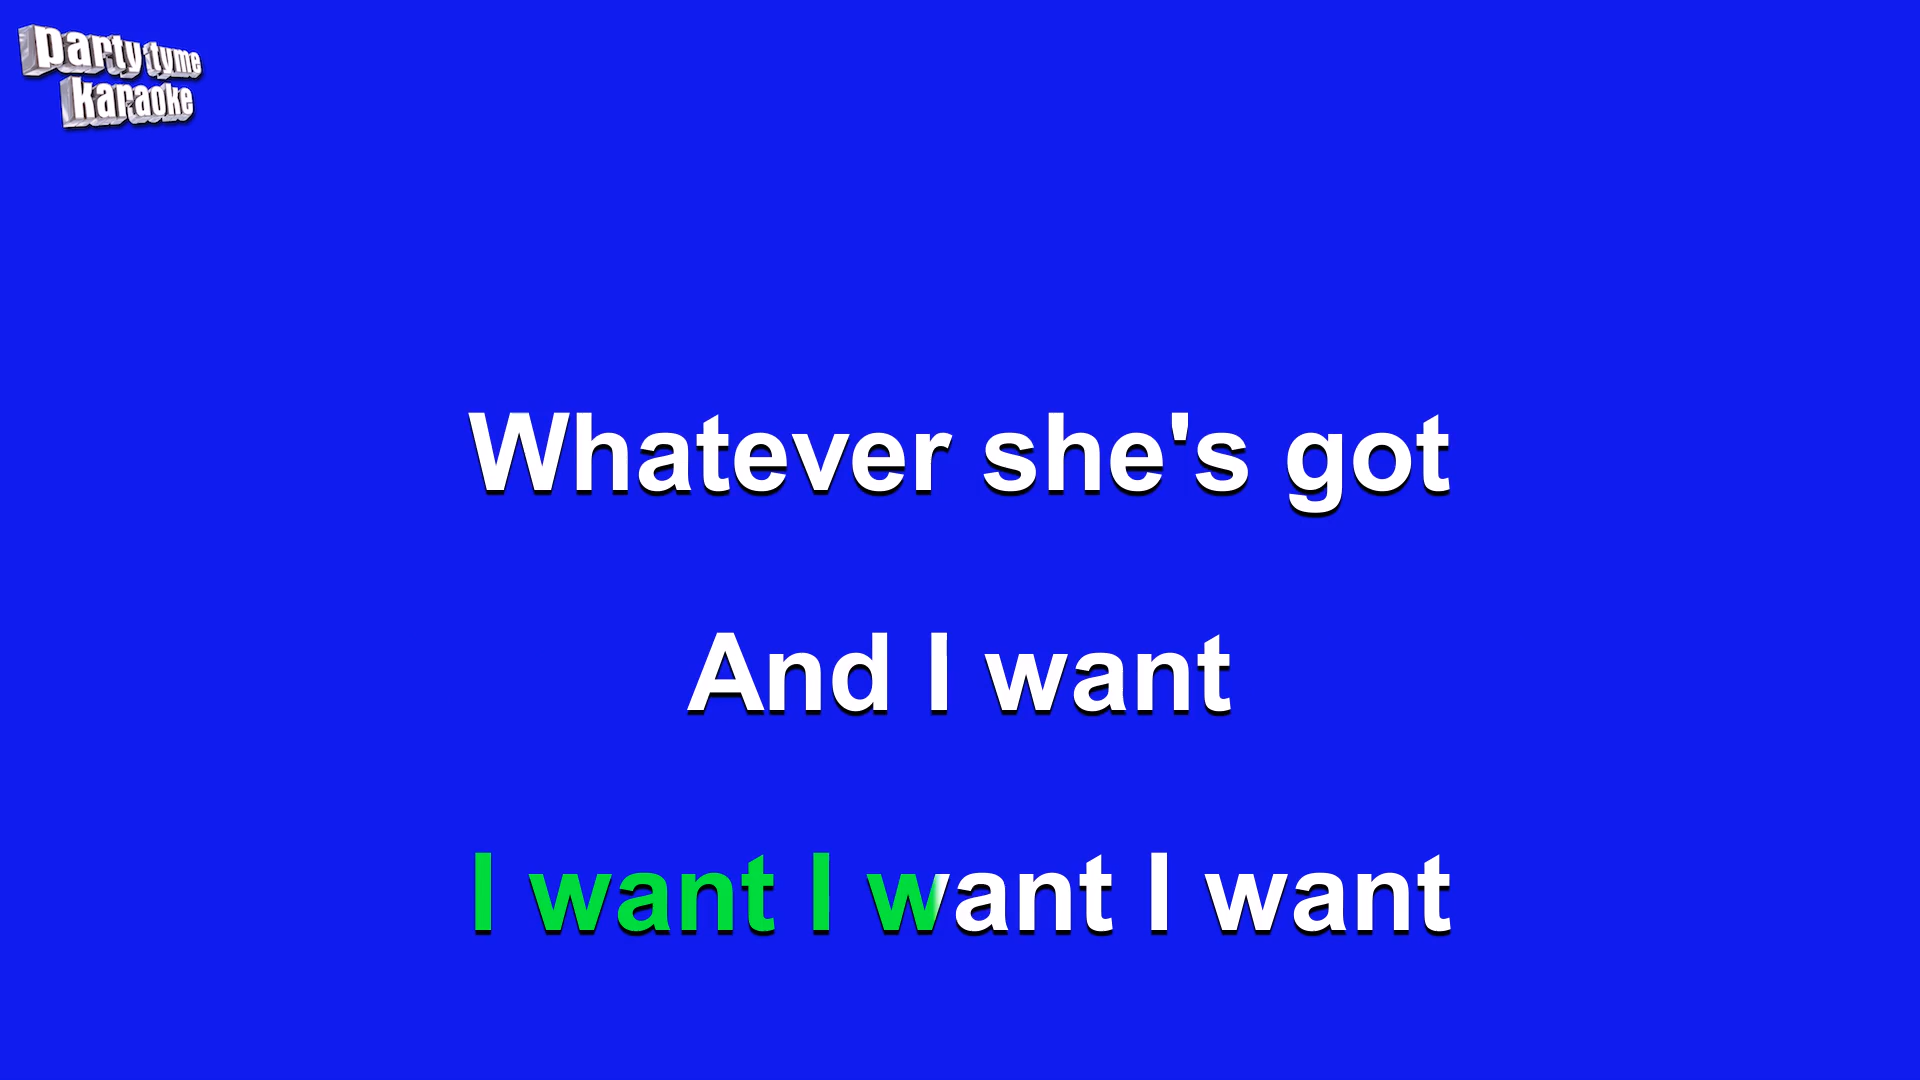 party tyme
karaoke
Whatever she's got
And I want
I want I want I want